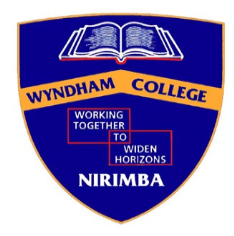 WYNDHAM COLLEGE
WORKING
TOGETHER
TO
WIDEN
HORIZONS
NIRIMBA